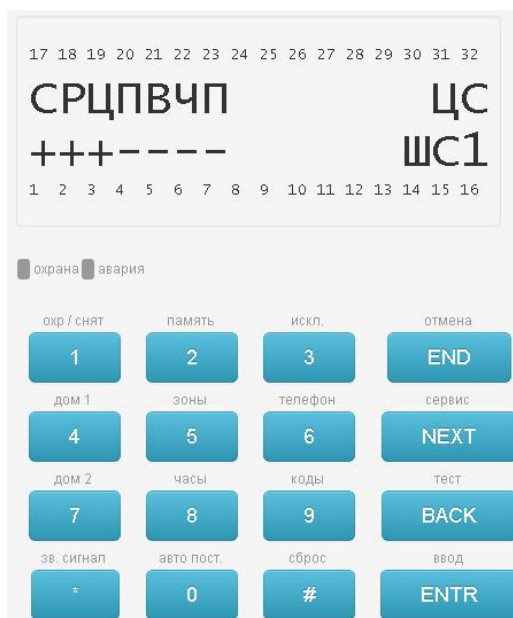 17 18 19 20 21 22 23 24 25 26 27 28 29 30 31 32
СРЦПВЧП ЦС
+++---- ШС1
1 2 3 4 5 6 7 8 9 10 11 12 13 14 15 16
охрана авария
охр / снят память искл. отмена
1 2 3 END
дом 1 зоны телефон сервис
4 5 6 NEXT
дом 2 часы коды тест
7 8 9 BACK
зв. сигнал авто пост. сброс ввод
* 0 # ENTR